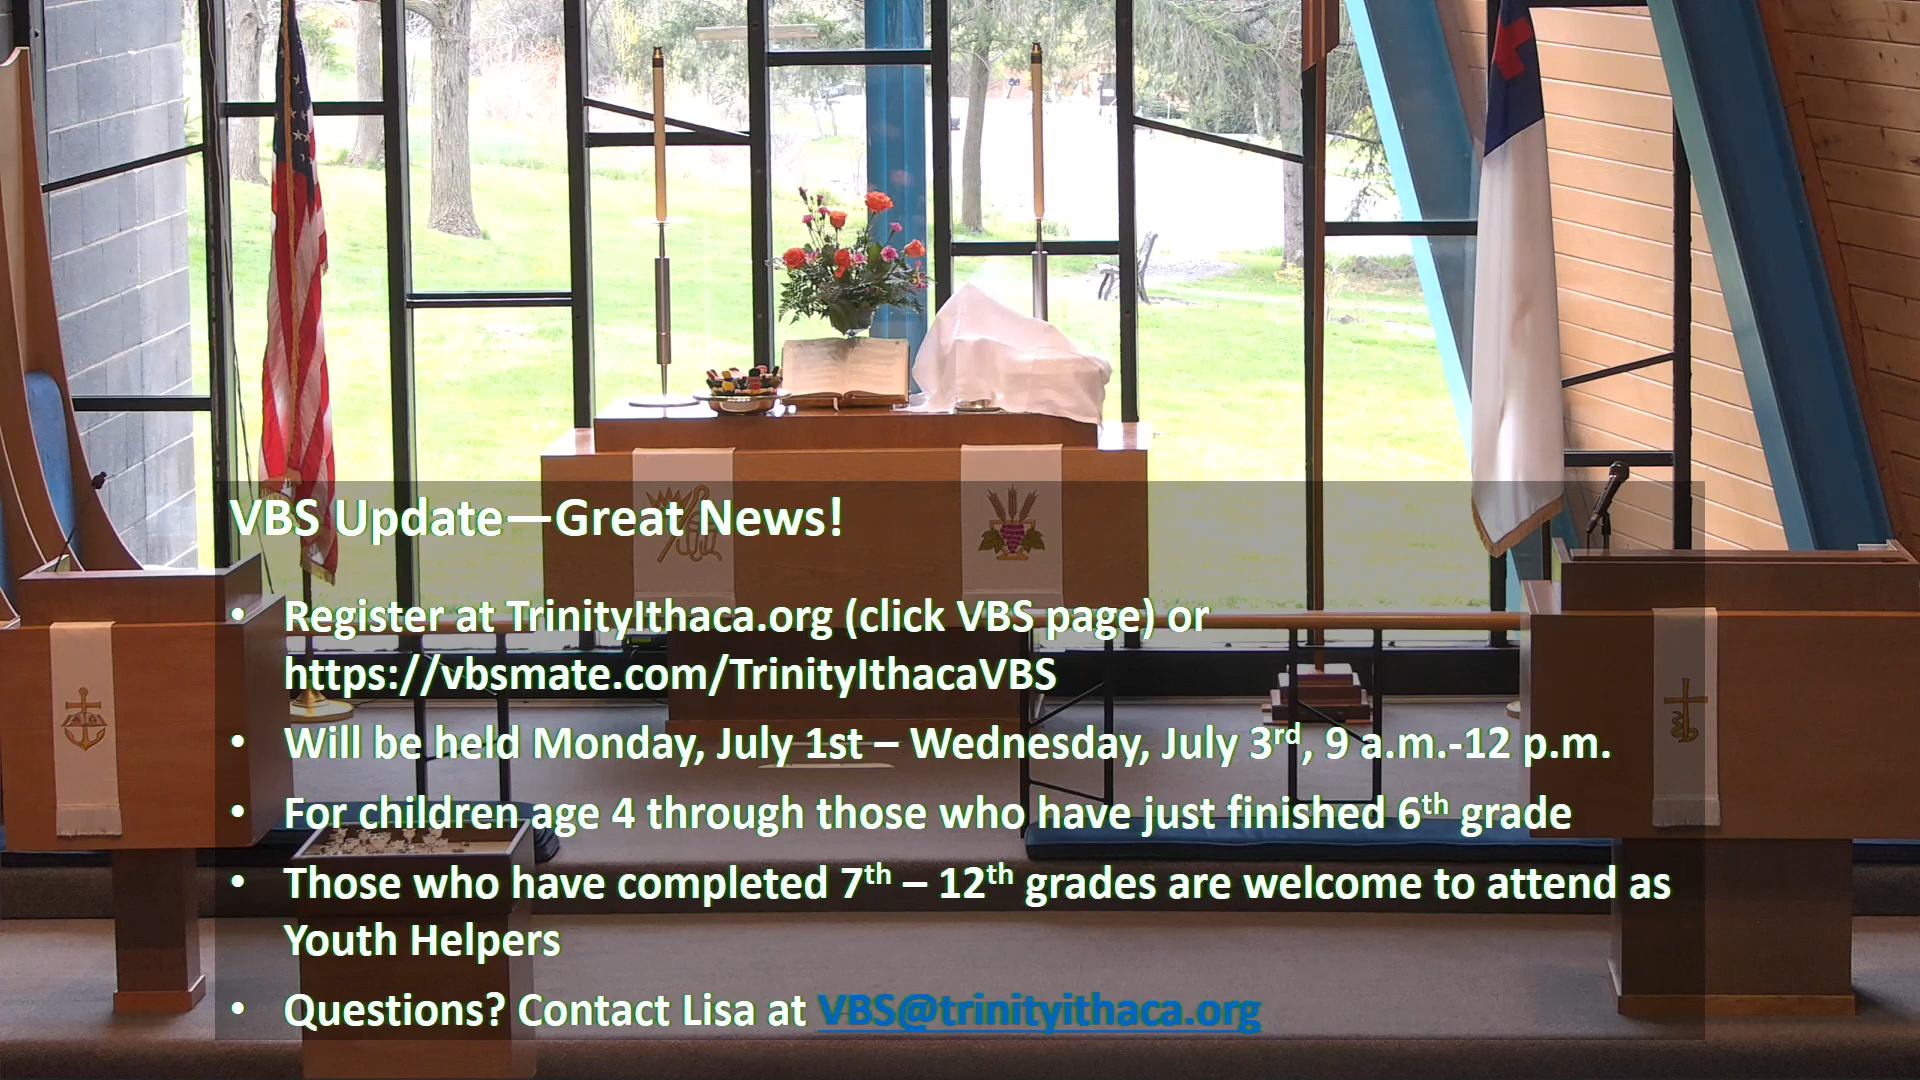 VBS Update—Great News!
• Register at TrinityIthaca.org (click VBS page) or
https://vbsmate.com/TrinityIthacaVBS
• Will be held Monday, July 1st – Wednesday, July 3rd, 9 a.m.-12 p.m.
• For children age 4 through those who have just finished 6th grade
• Those who have completed 7th – 12th grades are welcome to attend as
Youth Helpers
• Questions? Contact Lisa at VBS@trinityithaca.org